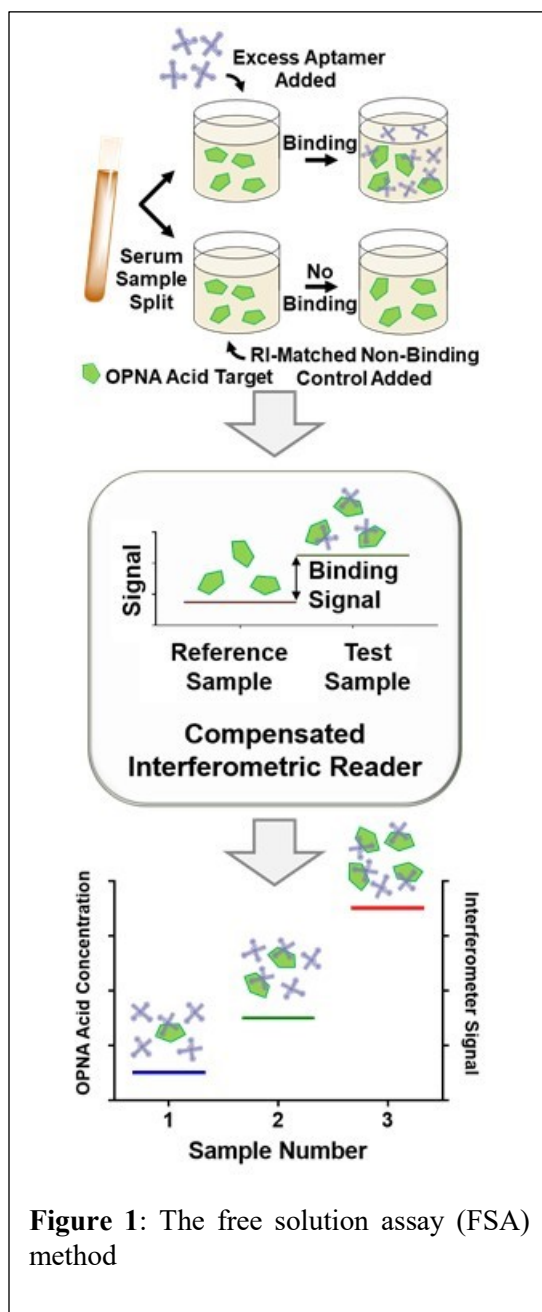 Excess Aptamer
Added
Binding
Serum
Sample
Split
No
Binding
RI-Matched Non-Binding
Control Added
OPNA Acid Target
Signal
Binding
Signal
Reference
Sample
Test
Sample
Compensated
Interferometric Reader
OPNA Acid Concentration
Interferometer Signal
1 2 3
Sample Number
Figure 1: The free solution assay (FSA)
method